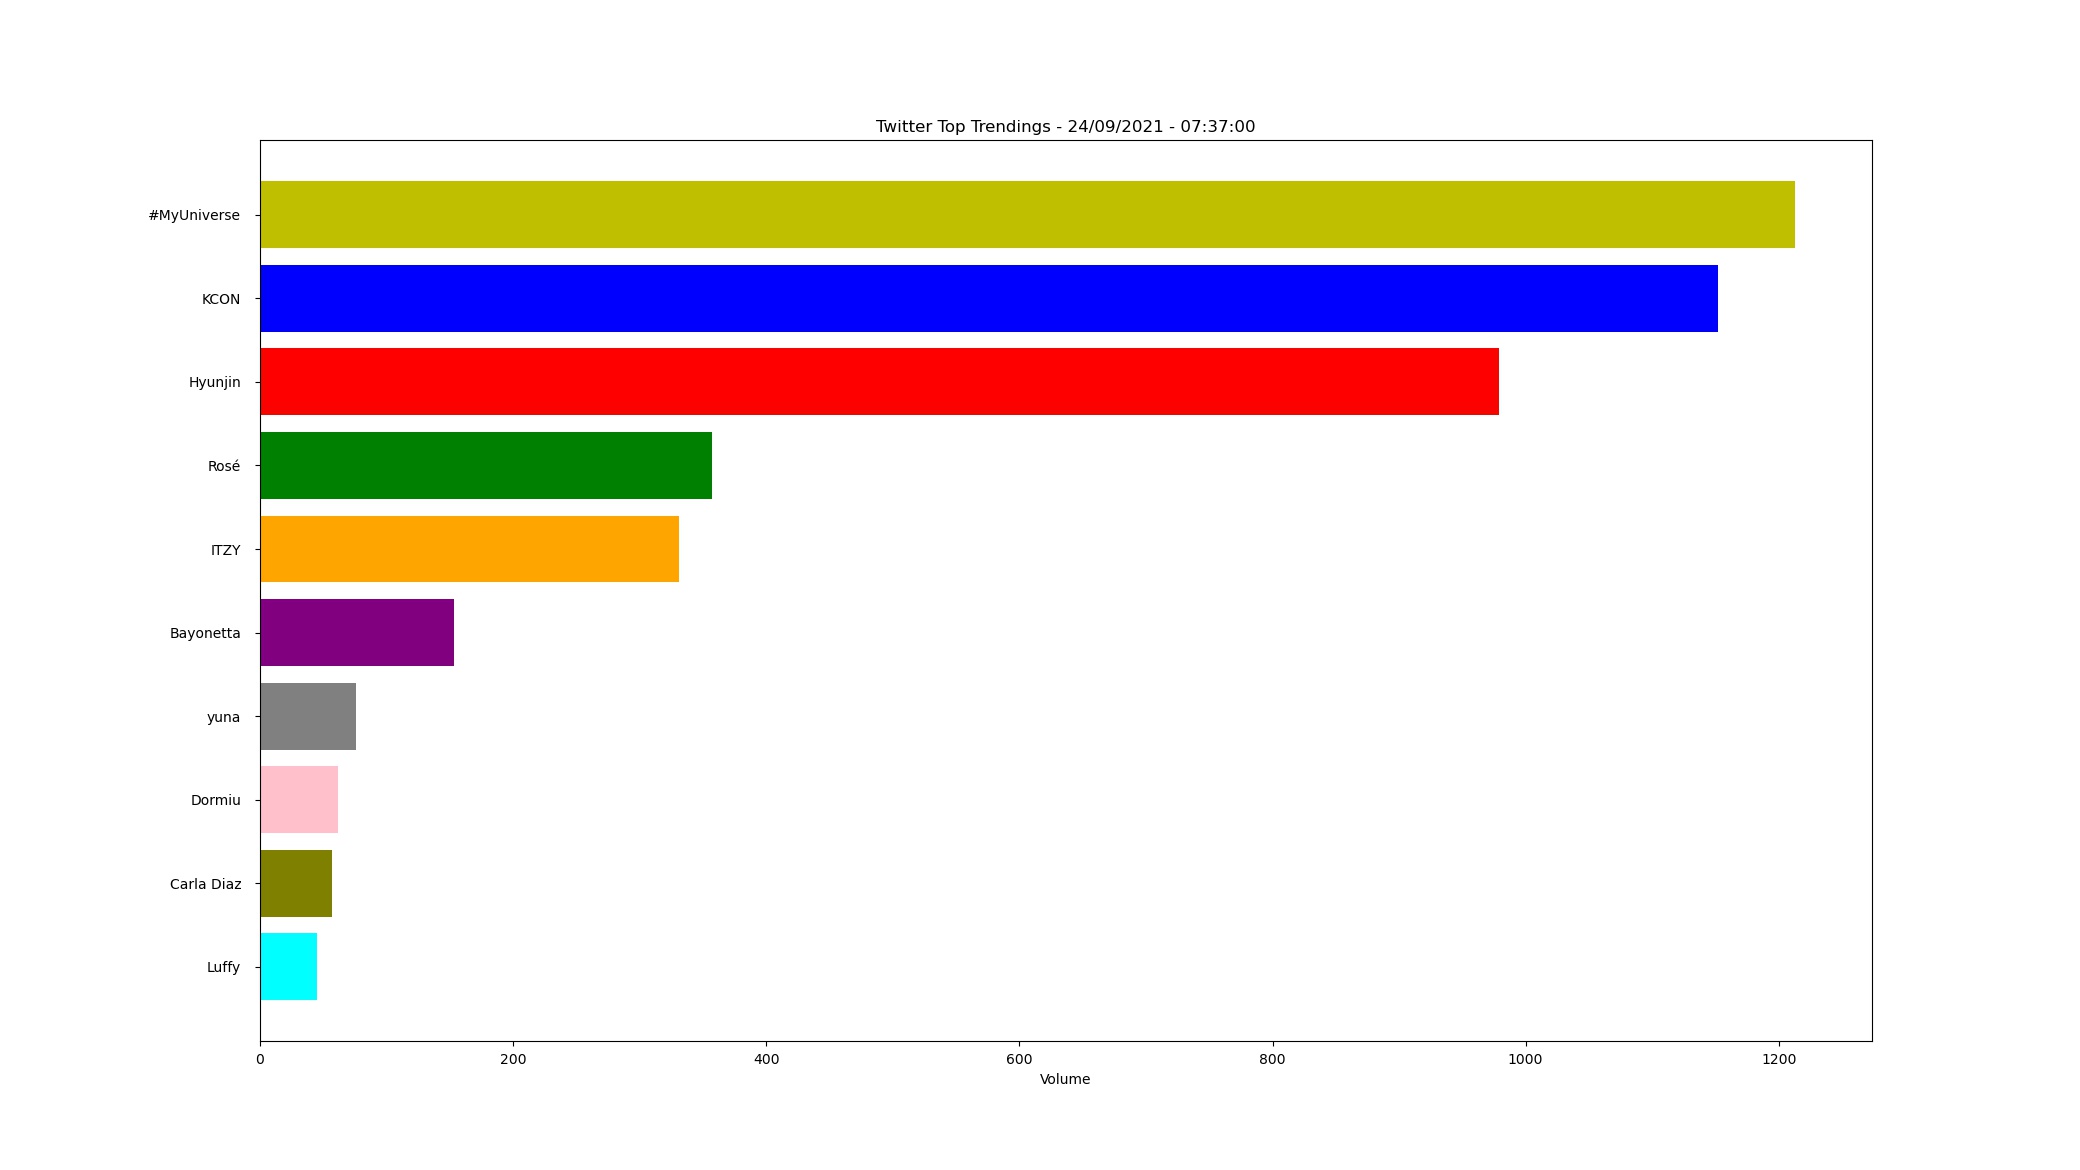 Twitter Top Trendings - 24/09/2021 - 07:37:00
#MyUniverse
KCON
Hyunjin
Rosé
ITZY
Bayonetta
yuna
Dormiu
Carla Diaz
Luffy
0 200 400 600 800 1000 1200
Volume